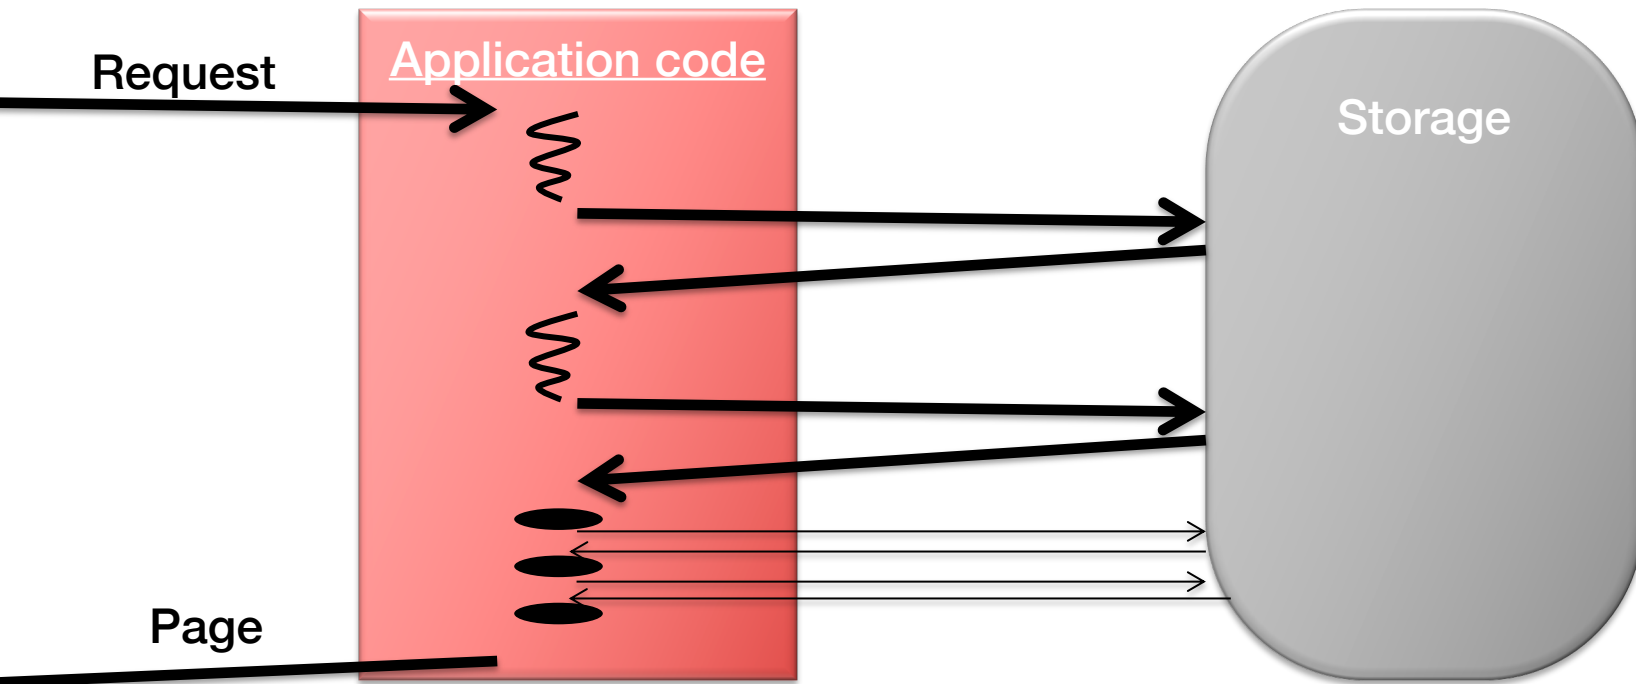 Request
Application code
Storage
Page